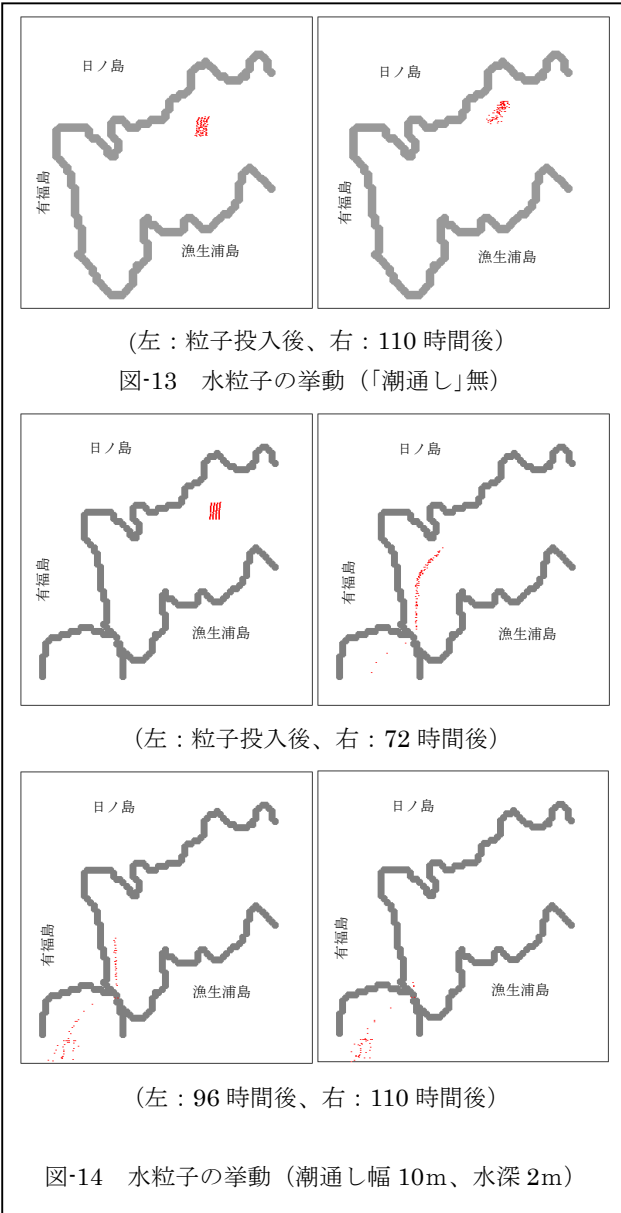 日ノ島
有福島
漁生浦島
日ノ島
有福島
漁生浦島
(左：粒子投入後、右：110 時間後）
図-13　水粒子の挙動（｢潮通し｣無）
日ノ島
有福島
漁生浦島
日ノ島
有福島
漁生浦島
（左：粒子投入後、右：72 時間後）
日ノ島
有福島
漁生浦島
日ノ島
有福島
漁生浦島
（左：96 時間後、右：110 時間後）
図-14　水粒子の挙動（潮通し幅 10m、水深 2m）